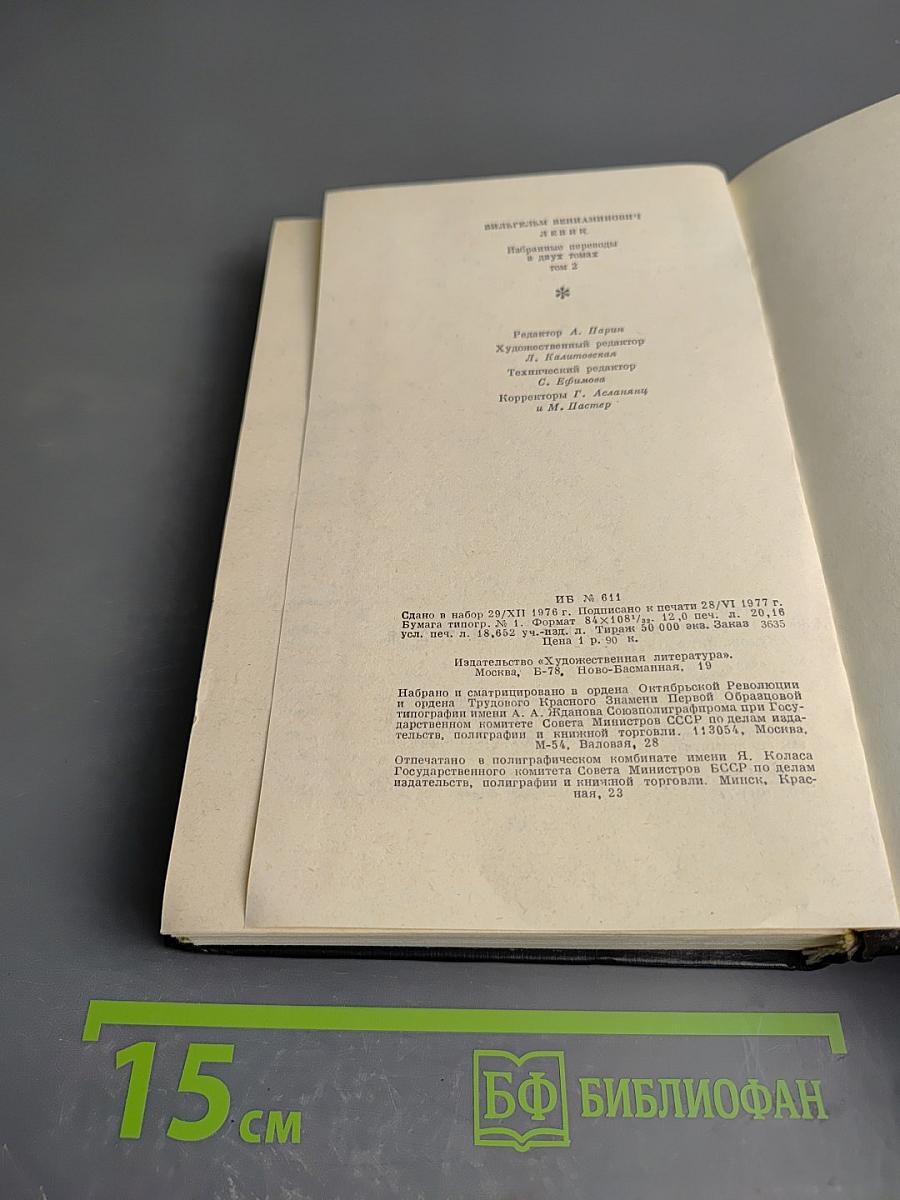 ВИЛЬГЕЛЬМ ВЕНИАМИНОВИЧ
ЛЕВИК
Избранные переводы
в двух томах
том 2
*
Редактор А. Парин
Художественный редактор
Л. Калитовская
Технический редактор
С. Ефимова
Корректоры Г. Асланянц
и М. Пастер
ИБ № 611
Сдано в набор 29/XII 1976 г. Подписано к печати 28/VI 1977 г.
Бумага типогр. № 1. Формат 84×108¹/₃₂. 12,0 печ. л. 20,16
усл. печ. л. 18,652 уч.-изд. л. Тираж 50 000 экз. Заказ 3635
Цена 1 р. 90 к.
Издательство «Художественная литература».
Москва, Б-78, Ново-Басманная, 19
Набрано и сматрицировано в ордена Октябрьской Революции
и ордена Трудового Красного Знамени Первой Образцовой
типографии имени А. А. Жданова Союзполиграфпрома при Госу-
дарственном комитете Совета Министров СССР по делам изда-
тельств, полиграфии и книжной торговли. 113054, Москва,
М-54, Валовая, 28
Отпечатано в полиграфическом комбинате имени Я. Коласа
Государственного комитета Совета Министров БССР по делам
издательств, полиграфии и книжной торговли. Минск, Крас-
ная, 23
15 см
БФ БИБЛИОФАН